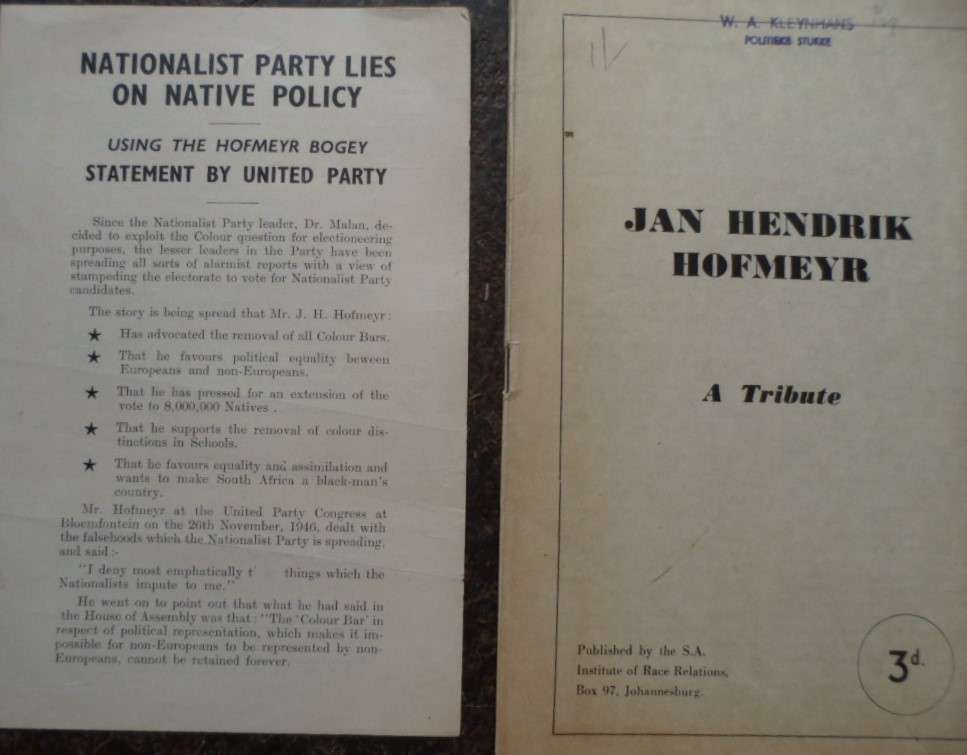 NATIONALIST PARTY LIES
ON NATIVE POLICY
USING THE HOFMEYR BOGEY
STATEMENT BY UNITED PARTY
Since the Nationalist Party leader, Dr. Malan, de-
cided to exploit the Colour question for electioneering
purposes, the lesser leaders in the Party have been
spreading all sorts of alarmist reports with a view of
stampeding the electorate to vote for Nationalist Party
candidates.
The story is being spread that Mr. J. H. Hofmeyr:
★ Has advocated the removal of all Colour Bars.
★ That he favours political equality beween
Europeans and non-Europeans.
★ That he has pressed for an extension of the
vote to 8,000,000 Natives .
★ That he supports the removal of colour dis-
tinctions in Schools.
★ That he favours equality and assimilation and
wants to make South Africa a black-man's
country.
Mr. Hofmeyr at the United Party Congress at
Bloemfontein on the 26th November, 1946, dealt with
the falsehoods which the Nationalist Party is spreading,
and said :-
"I deny most emphatically t things which the
Nationalists impute to me."
He went on to point out that what he had said in
the House of Assembly was that : "The 'Colour Bar' in
respect of political representation, which makes it im-
possible for non-Europeans to be represented by non-
Europeans, cannot be retained forever.
W. A. KLEYNHANS
POLITIEKE STUKKE
JAN HENDRIK
HOFMEYR
A Tribute
Published by the S.A.
Institute of Race Relations,
Box 97, Johannesburg.
3d.